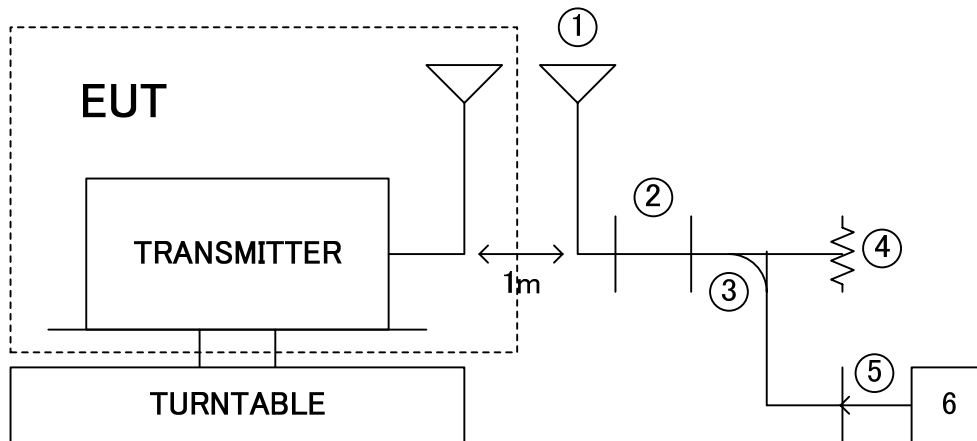 ①
EUT
②
TRANSMITTER
④
1m
③
⑤
TURNTABLE
6